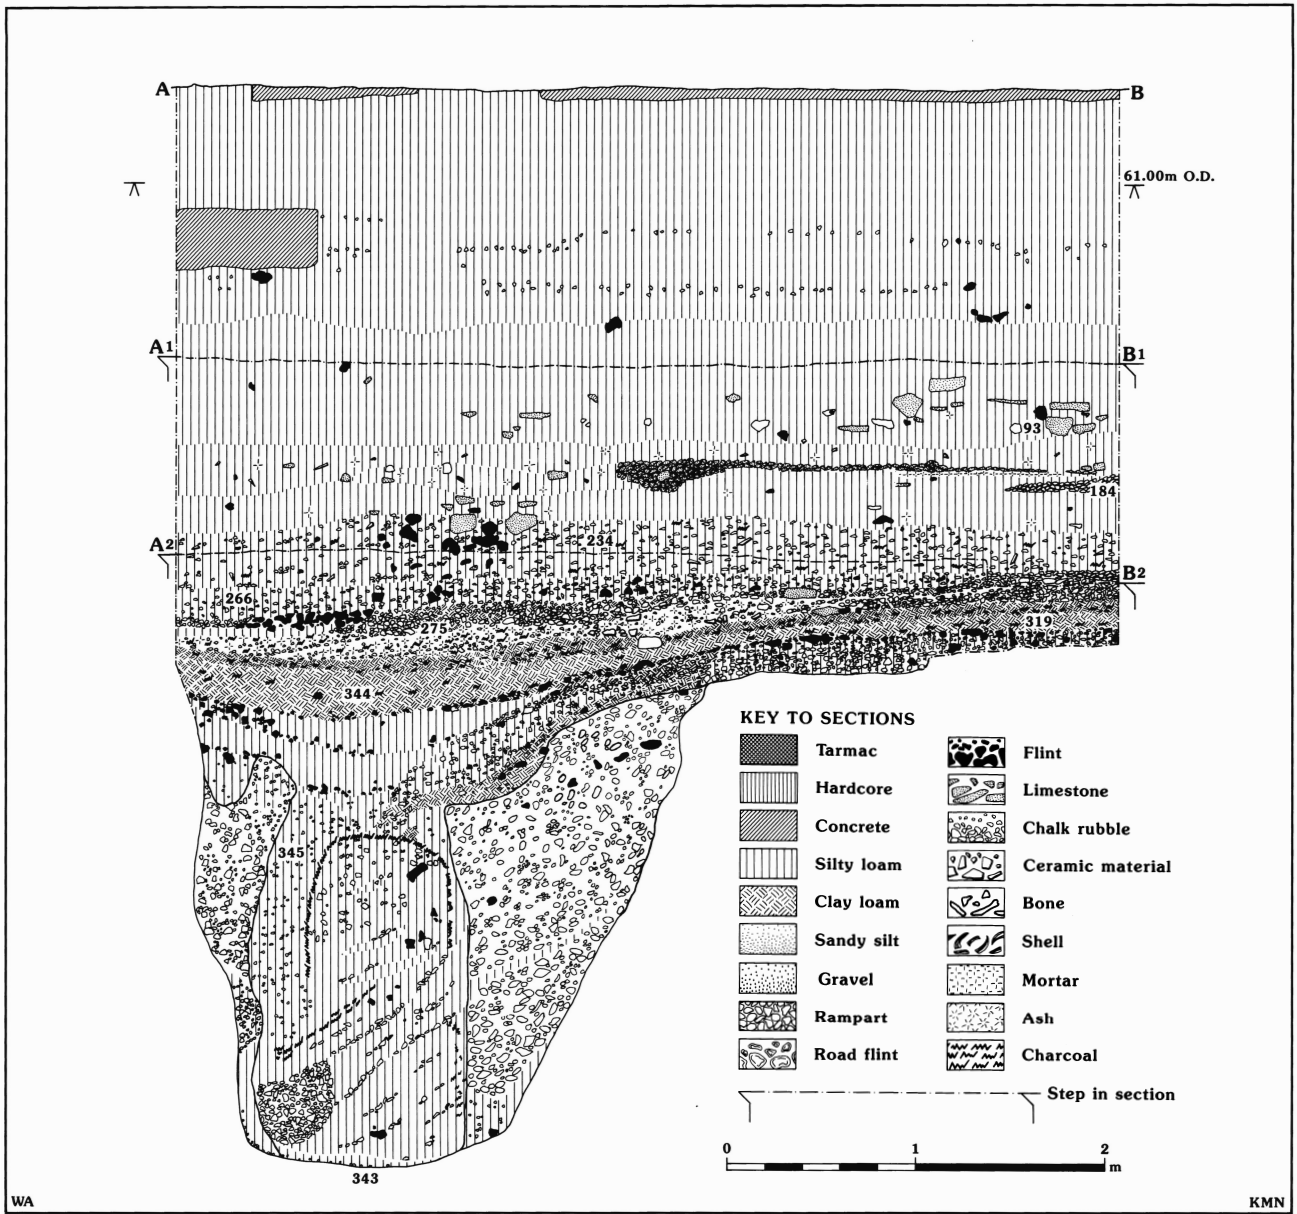 A
B
61.00m O.D.
A1
B1
93
184
A2
234
B2
266
275
319
344
345
343
KEY TO SECTIONS
Tarmac
Hardcore
Concrete
Silty loam
Clay loam
Sandy silt
Gravel
Rampart
Road flint
Flint
Limestone
Chalk rubble
Ceramic material
Bone
Shell
Mortar
Ash
Charcoal
Step in section
0 1 2 m
WA
KMN